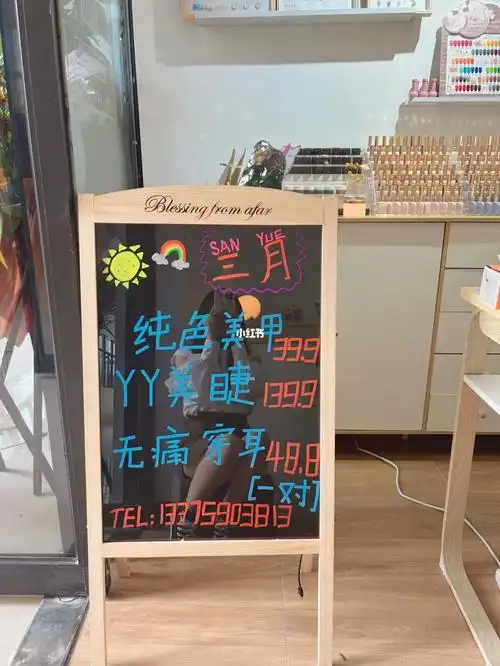 Blessing from afar
SAN YUE
三月
小红书
纯色美甲 39.9
YY美睫 139.9
无痛穿耳 48.8
[一对]
TEL:13775903813